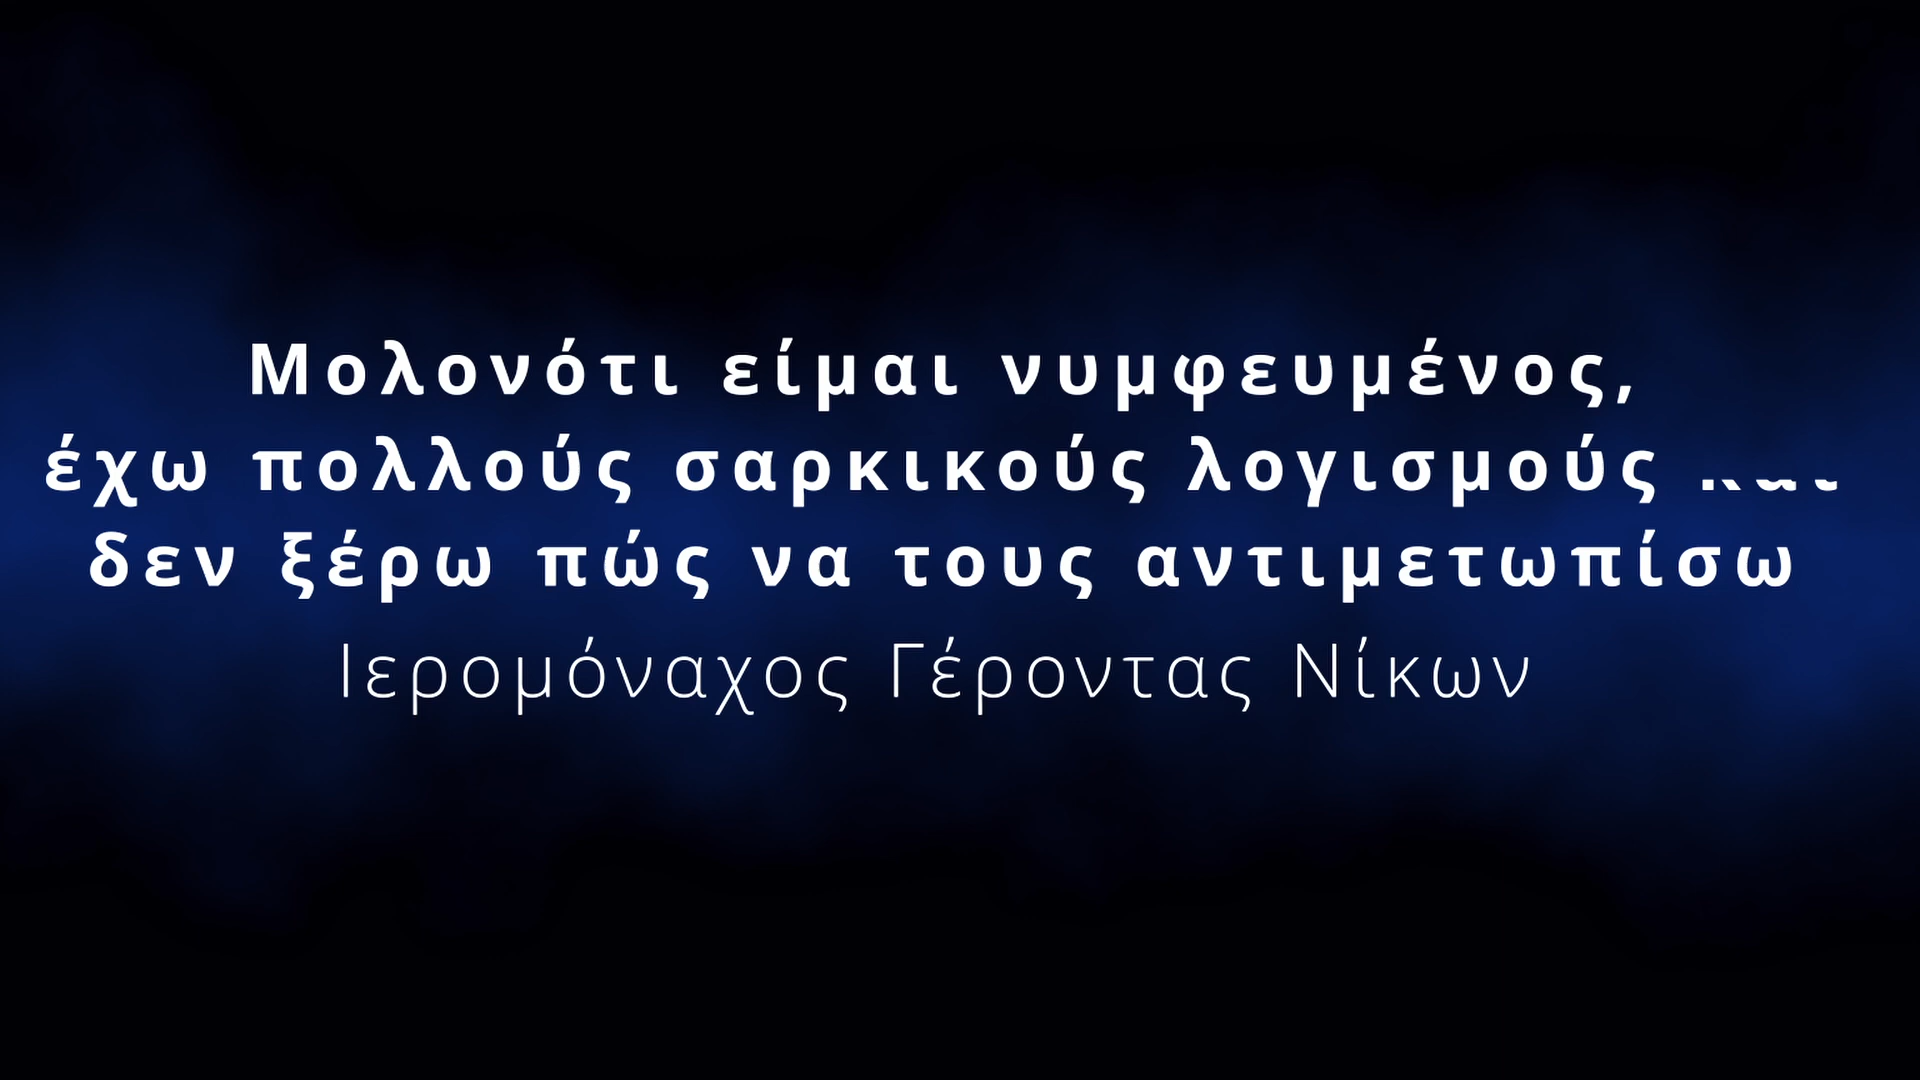 Μολονότι είμαι νυμφευμένος,
έχω πολλούς σαρκικούς λογισμούς
δεν ξέρω πώς να τους αντιμετωπίσω
Ιερομόναχος Γέροντας Νίκων